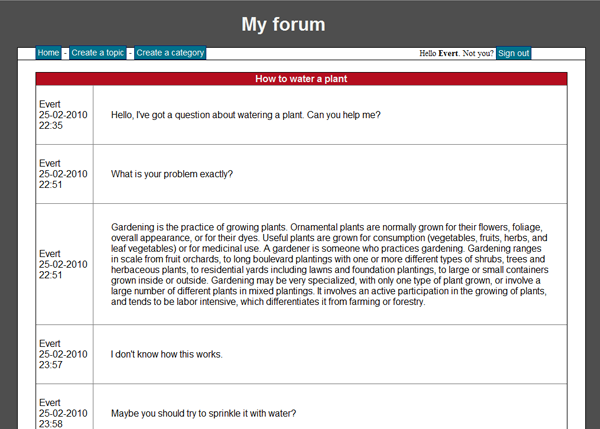 My forum
Home - Create a topic - Create a category
Hello Evert. Not you? Sign out
How to water a plant
Evert
25-02-2010
22:35
Hello, I've got a question about watering a plant. Can you help me?
Evert
25-02-2010
22:51
What is your problem exactly?
Evert
25-02-2010
22:51
Gardening is the practice of growing plants. Ornamental plants are normally grown for their flowers, foliage,
overall appearance, or for their dyes. Useful plants are grown for consumption (vegetables, fruits, herbs, and
leaf vegetables) or for medicinal use. A gardener is someone who practices gardening. Gardening ranges
in scale from fruit orchards, to long boulevard plantings with one or more different types of shrubs, trees and
herbaceous plants, to residential yards including lawns and foundation plantings, to large or small containers
grown inside or outside. Gardening may be very specialized, with only one type of plant grown, or involve a
large number of different plants in mixed plantings. It involves an active participation in the growing of plants,
and tends to be labor intensive, which differentiates it from farming or forestry.
Evert
25-02-2010
23:57
I don't know how this works.
Evert
25-02-2010
23:58
Maybe you should try to sprinkle it with water?